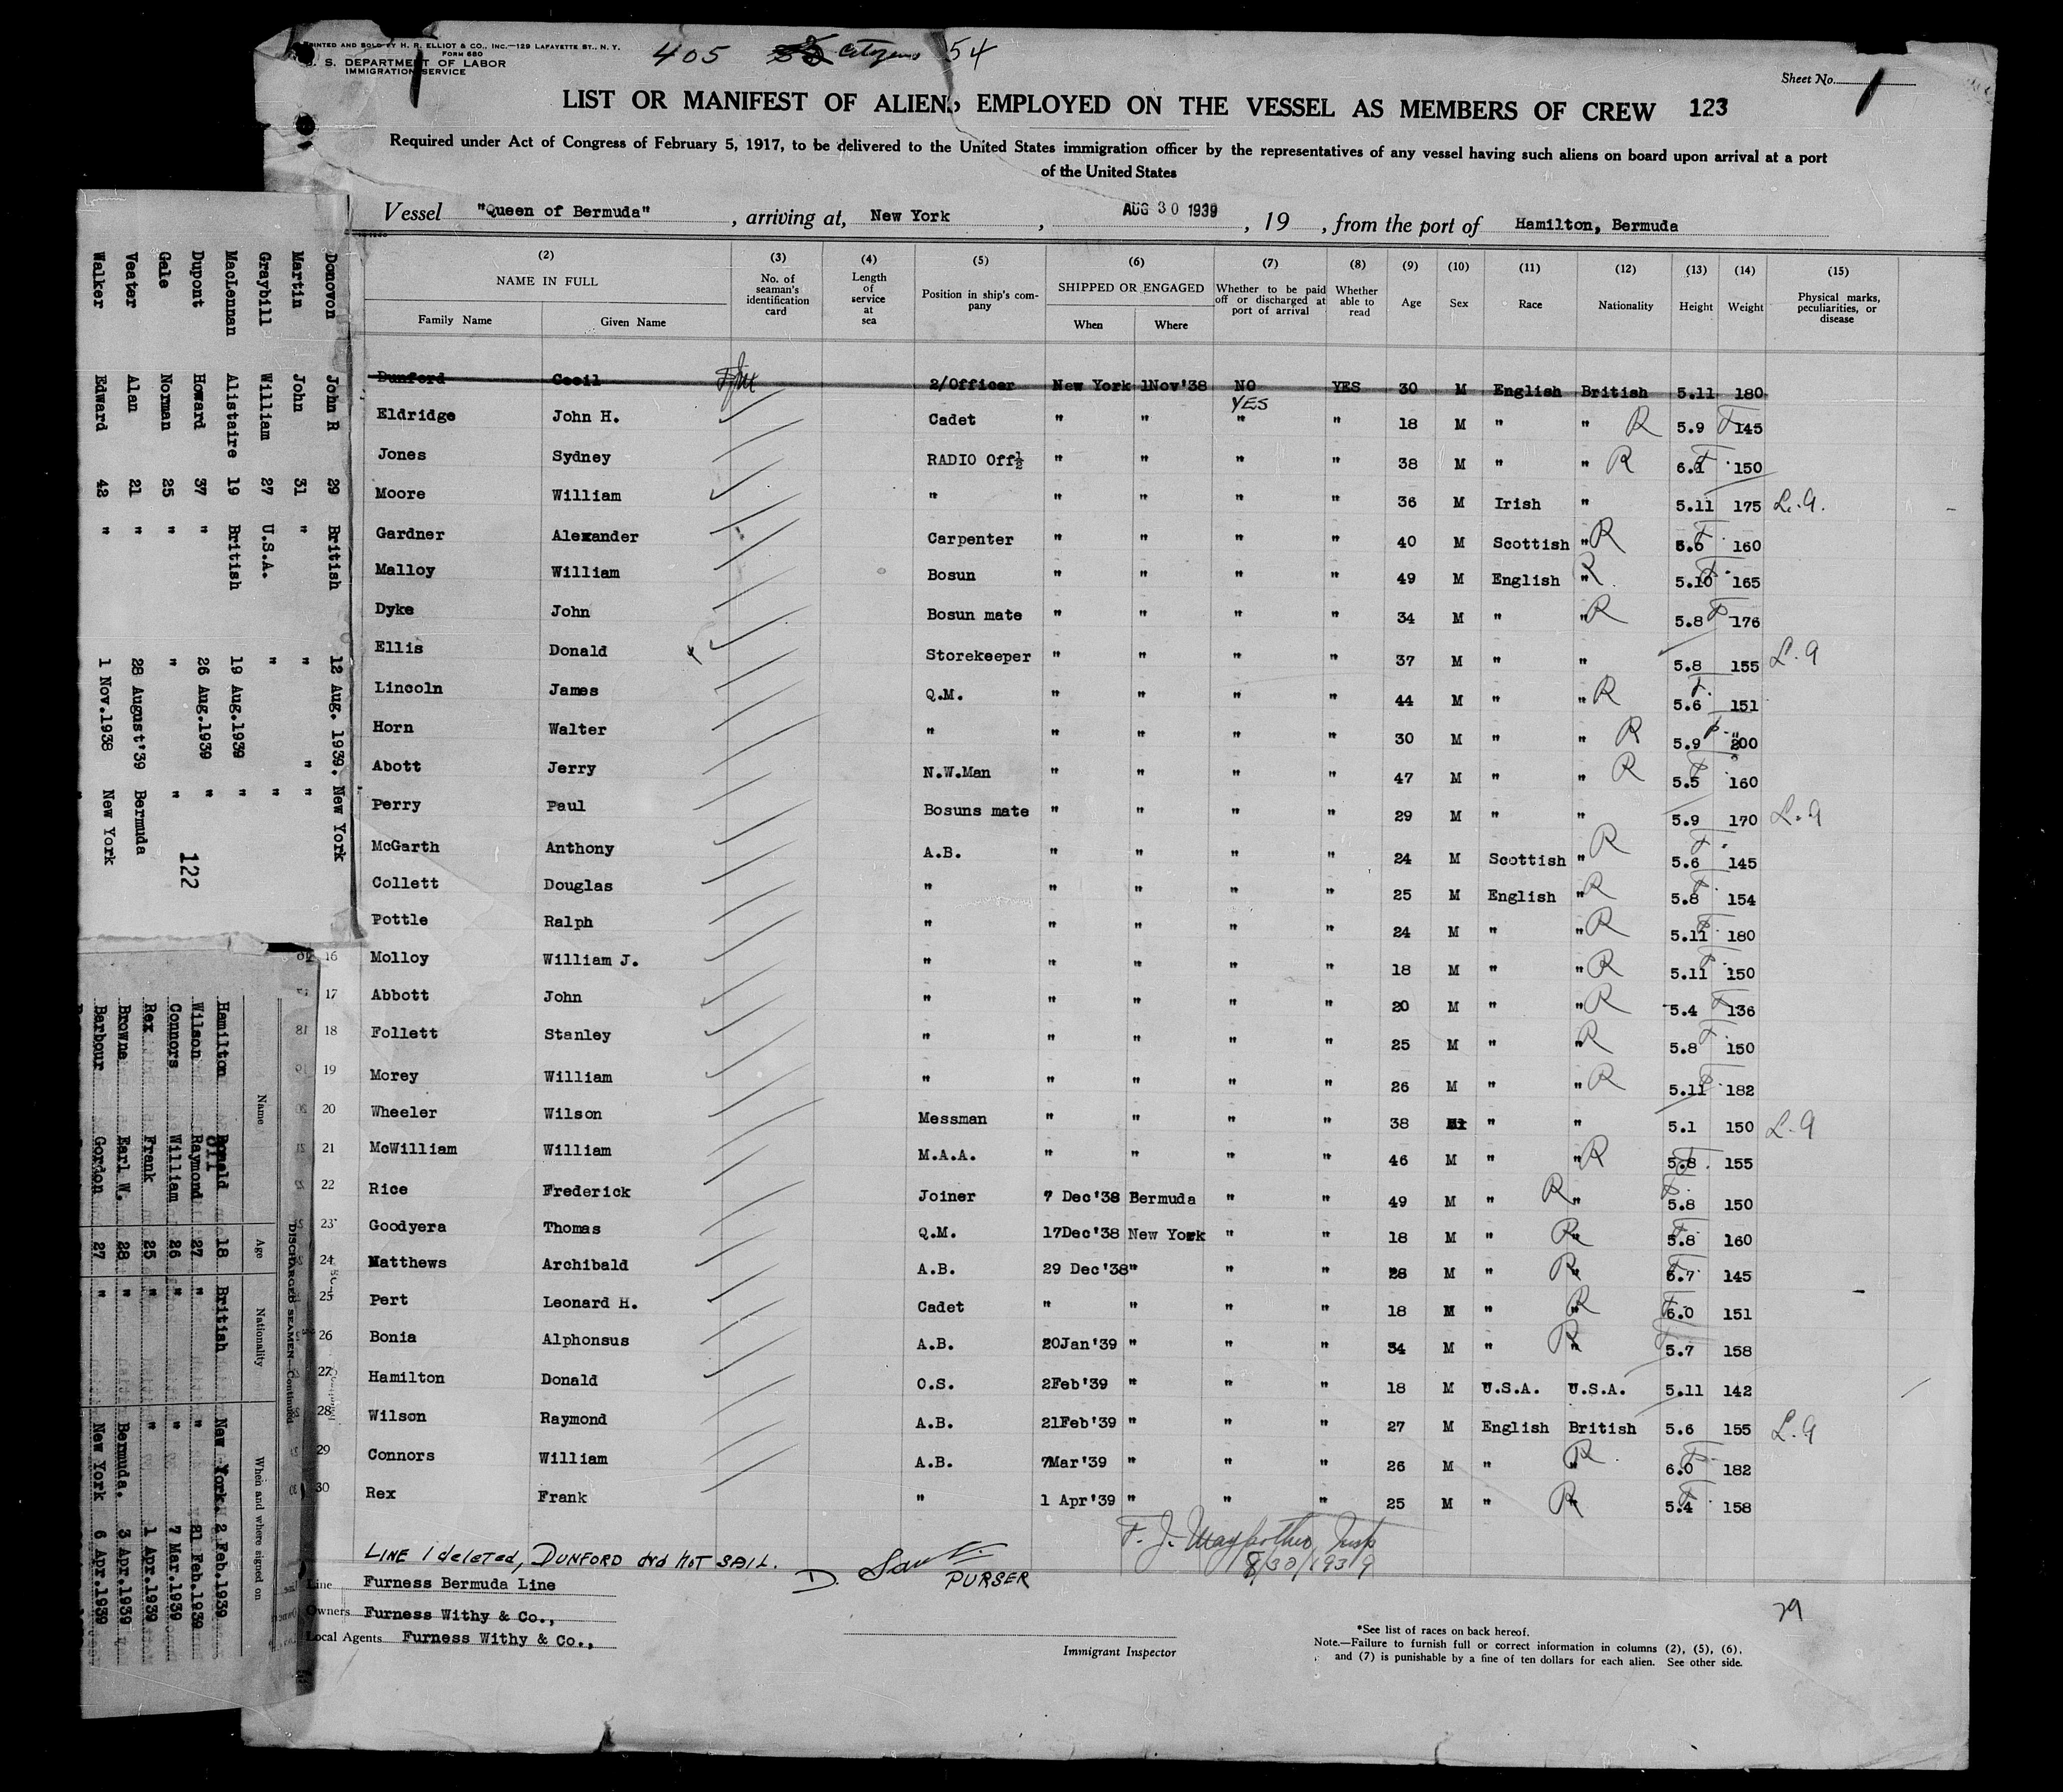 PRINTED AND SOLD BY H. R. ELLIOT & CO., INC.—129 LAFAYETTE ST., N. Y.
FORM 680
U. S. DEPARTMENT OF LABOR
IMMIGRATION SERVICE
405 Citizens 54
Sheet No. 1
LIST OR MANIFEST OF ALIENS EMPLOYED ON THE VESSEL AS MEMBERS OF CREW 123
Required under Act of Congress of February 5, 1917, to be delivered to the United States immigration officer by the representatives of any vessel having such aliens on board upon arrival at a port
of the United States
Vessel "Queen of Bermuda", arriving at, New York, AUG 30 1939, 19 , from the port of Hamilton, Bermuda
(2) (3) (4) (5) (6) (7) (8) (9) (10) (11) (12) (13) (14) (15)
NAME IN FULL No. of seaman's identification card Length of service at sea Position in ship's company SHIPPED OR ENGAGED Whether to be paid off or discharged at port of arrival Whether able to read Age Sex Race Nationality Height Weight Physical marks, peculiarities, or disease
Family Name Given Name When Where
Dunford Cecil 2/Officer New York 1Nov'38 NO YES 30 M English British 5.11 180
YES
Eldridge John H. Cadet " " " " 18 M " " R 5.9 145
Jones Sydney RADIO Off½ " " " " 38 M " " R 6.1 150
Moore William " " " " " 36 M Irish " 5.11 175 L.A.
Gardner Alexander Carpenter " " " " 40 M Scottish " R 5.6 160
Malloy William Bosun " " " " 49 M English " R 5.10 165
Dyke John Bosun mate " " " " 34 M " " R 5.8 176
Ellis Donald Storekeeper " " " " 37 M " " 5.8 155 L.A
Lincoln James Q.M. " " " " 44 M " " R 5.6 151
Horn Walter " " " " " 30 M " " R 5.9 200
Abott Jerry N.W.Man " " " " 47 M " " R 5.5 160
Perry Paul Bosuns mate " " " " 29 M " " 5.9 170 L.A
McGarth Anthony A.B. " " " " 24 M Scottish " R 5.6 145
Collett Douglas " " " " " 25 M English " R 5.8 154
Pottle Ralph " " " " " 24 M " " R 5.11 180
16 Molloy William J. " " " " " 18 M " " R 5.11 150
17 Abbott John " " " " " 20 M " " R 5.4 136
18 Follett Stanley " " " " " 25 M " " R 5.8 150
19 Morey William " " " " " 26 M " " R 5.11 182
20 Wheeler Wilson Messman " " " " 38 " " 5.1 150 L.A
21 McWilliam William M.A.A. " " " " 46 M " " R 5.8 155
22 Rice Frederick Joiner 7 Dec'38 Bermuda " " 49 M " R " 5.8 150
23 Goodyera Thomas Q.M. 17Dec'38 New York " " 18 M " R " 5.8 160
24 Matthews Archibald A.B. 29 Dec'38 " " " 28 M " R " 5.7 145
25 Pert Leonard H. Cadet " " " " 18 M " R " 6.0 151
26 Bonia Alphonsus A.B. 20Jan'39 " " " 34 M " R " 5.7 158
27 Hamilton Donald O.S. 2Feb'39 " " " 18 M U.S.A. U.S.A. 5.11 142
28 Wilson Raymond A.B. 21Feb'39 " " " 27 M English British 5.6 155 L.A
29 Connors William A.B. 7Mar'39 " " " 26 M " R " 6.0 182
30 Rex Frank " 1 Apr'39 " " " 25 M " R " 5.4 158
LINE 1 deleted, DUNFORD did NOT SAIL.
D.
PURSER
F. J. Insp
8/30/1939
Line Furness Bermuda Line
Owners Furness Withy & Co.,
Local Agents Furness Withy & Co.,
Immigrant Inspector
29
*See list of races on back hereof.
Note.—Failure to furnish full or correct information in columns (2), (5), (6),
and (7) is punishable by a fine of ten dollars for each alien. See other side.
Donovon John R 29 British 12 Aug. 1939. New York
Martin John 31 " " " "
Graybill William 27 U.S.A. " "
MacLennan Alistaire 19 British 19 Aug.1939 "
Dupont Howard 37 " 26 Aug.1939 "
Gale Norman 25 " " "
Veater Alan 21 " 28 August'39 Bermuda
Walker Edward 42 " 1 Nov.1938 New York
122
DISCHARGED SEAMEN—Continued
Name Age Nationality When and where signed on
Hamilton Donald 18 British New York. 2 Feb.1939
Wilson Raymond 27 " " 21 Feb.1939
Connors William 26 " " 7 Mar.1939
Rex Frank 25 " " 1 Apr.1939
Browne Earl W. 28 " Bermuda. 3 Apr.1939
Barbour Gordon 27 " New York 6 Apr.1939